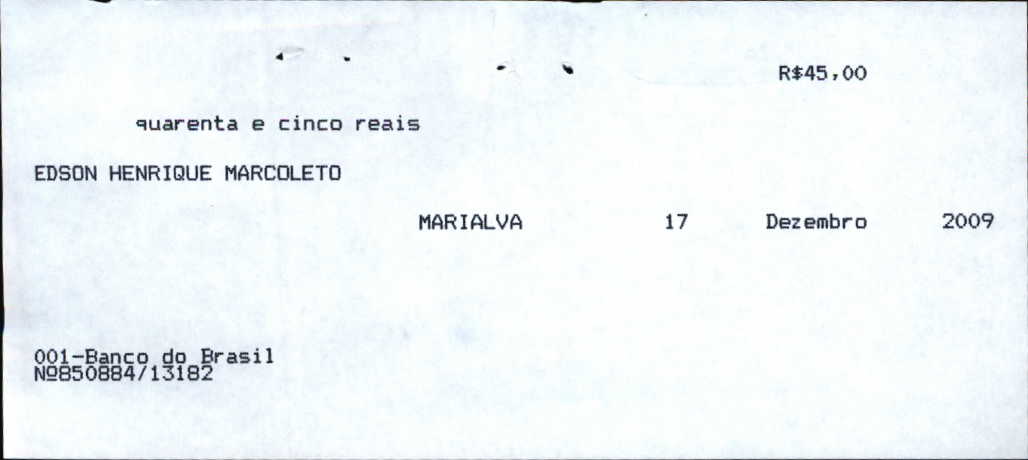 R$45,00
quarenta e cinco reais
EDSON HENRIQUE MARCOLETO
MARIALVA 17 Dezembro 2009
001-Banco do Brasil
Nº850884/13182